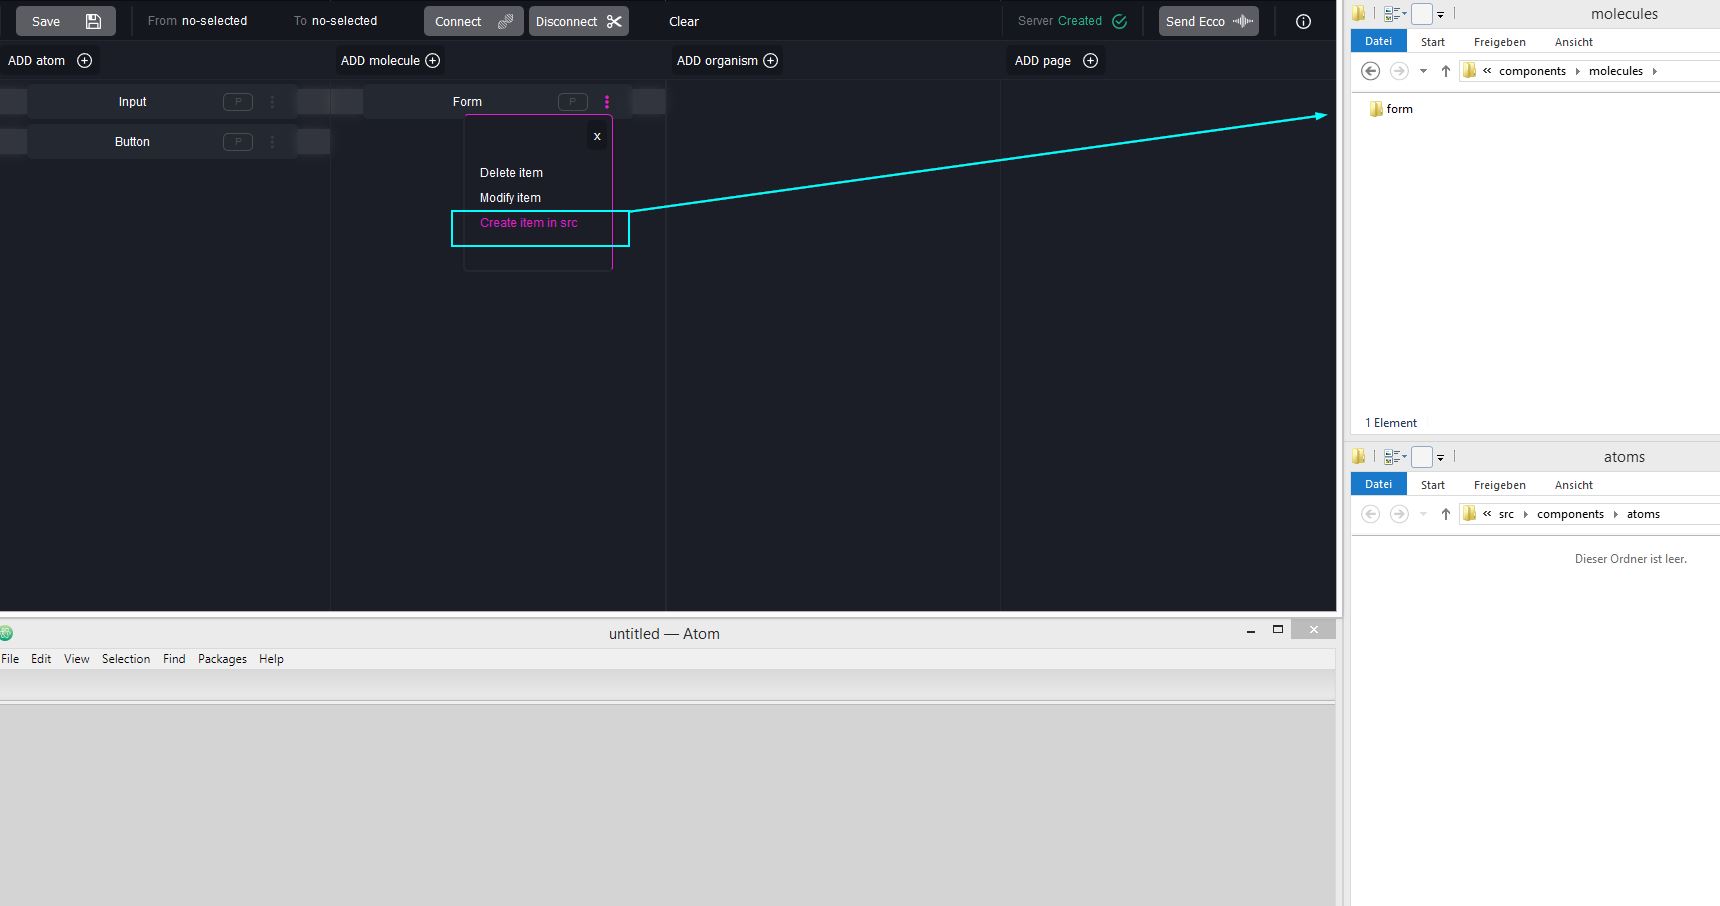 Save From no-selected To no-selected Connect Disconnect Clear Server Created Send Ecco
ADD atom ADD molecule ADD organism ADD page
Input P Form P
Button P
x
Delete item
Modify item
Create item in src
molecules
Datei Start Freigeben Ansicht
« components molecules
form
1 Element
atoms
Datei Start Freigeben Ansicht
« src components atoms
Dieser Ordner ist leer.
untitled — Atom
File Edit View Selection Find Packages Help